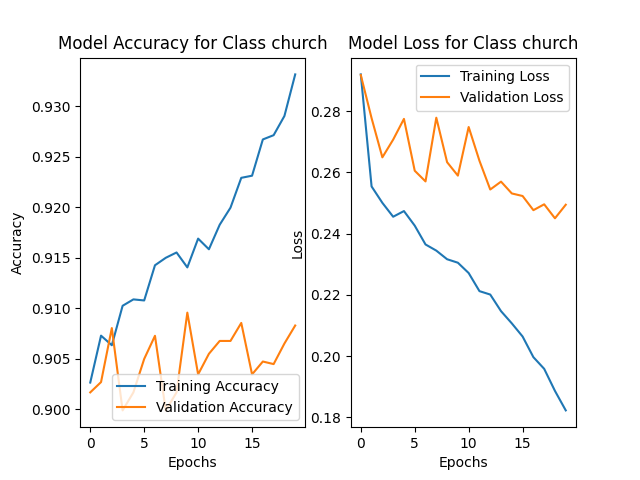 Model Accuracy for Class church
Accuracy
0.930
0.925
0.920
0.915
0.910
0.905
0.900
Training Accuracy
Validation Accuracy
0 5 10 15
Epochs
Model Loss for Class church
Training Loss
Validation Loss
Loss
0.28
0.26
0.24
0.22
0.20
0.18
0 5 10 15
Epochs